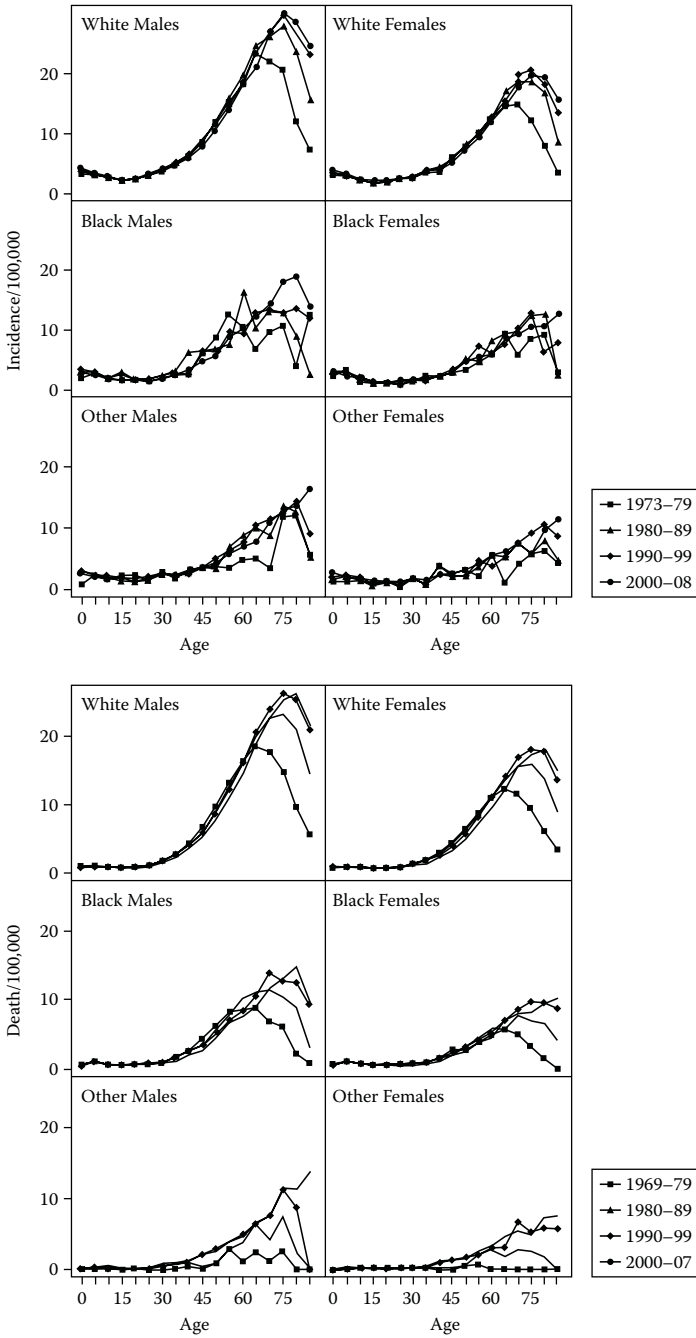 White Males
White Females
20
10
0
Black Males
Black Females
20
10
0
Incidence/100,000
Other Males
Other Females
20
10
0
0 15 30 45 60 75
0 15 30 45 60 75
Age
Age
1973–79
1980–89
1990–99
2000–08
White Males
White Females
20
10
0
Black Males
Black Females
20
10
0
Death/100,000
Other Males
Other Females
20
10
0
0 15 30 45 60 75
0 15 30 45 60 75
Age
Age
1969–79
1980–89
1990–99
2000–07